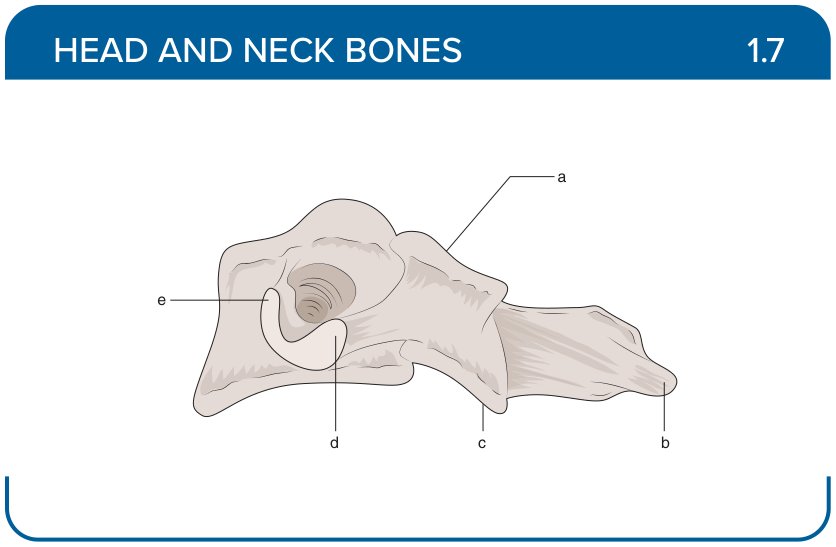 HEAD AND NECK BONES 1.7
a
e
d c b